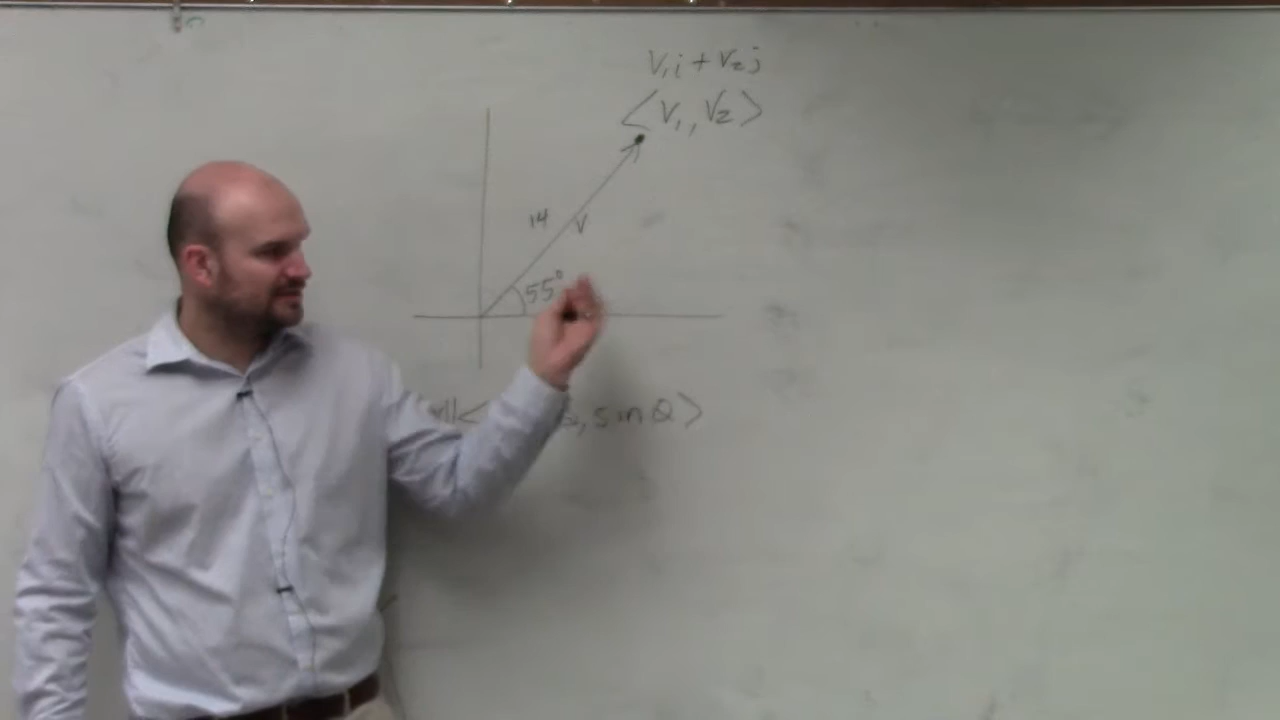 V₁i + V₂j
⟨V₁, V₂⟩
14
V
55°
, sin θ⟩